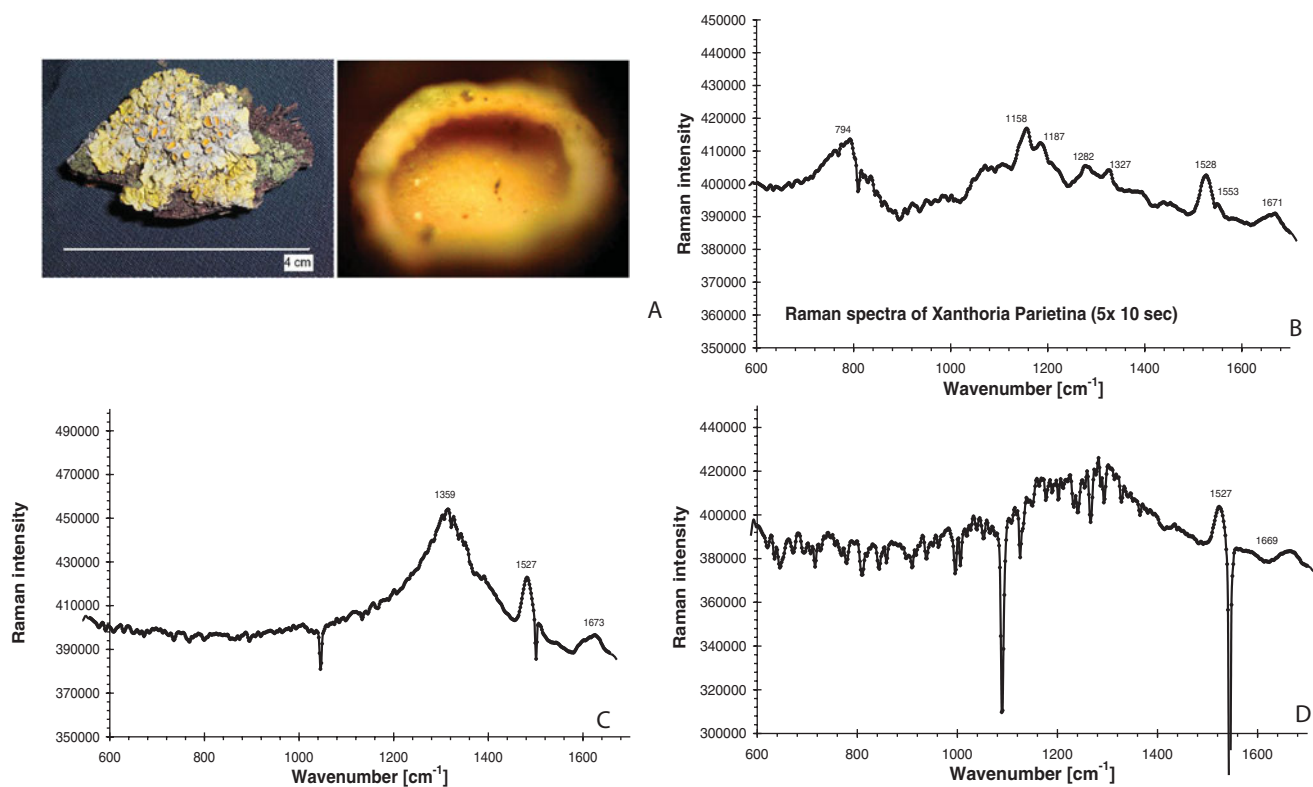 4 cm
A
450000
440000
430000
420000
410000
400000
390000
380000
370000
360000
350000
Raman intensity
794
1158
1187
1282
1327
1528
1553
1671
Raman spectra of Xanthoria Parietina (5x 10 sec)
B
600 800 1000 1200 1400 1600
Wavenumber [cm-1]
490000
470000
450000
430000
410000
390000
370000
350000
Raman intensity
1359
1527
1673
C
600 800 1000 1200 1400 1600
Wavenumber [cm-1]
440000
420000
400000
380000
360000
340000
320000
300000
Raman intensity
1527
1669
D
600 800 1000 1200 1400 1600
Wavenumber [cm-1]